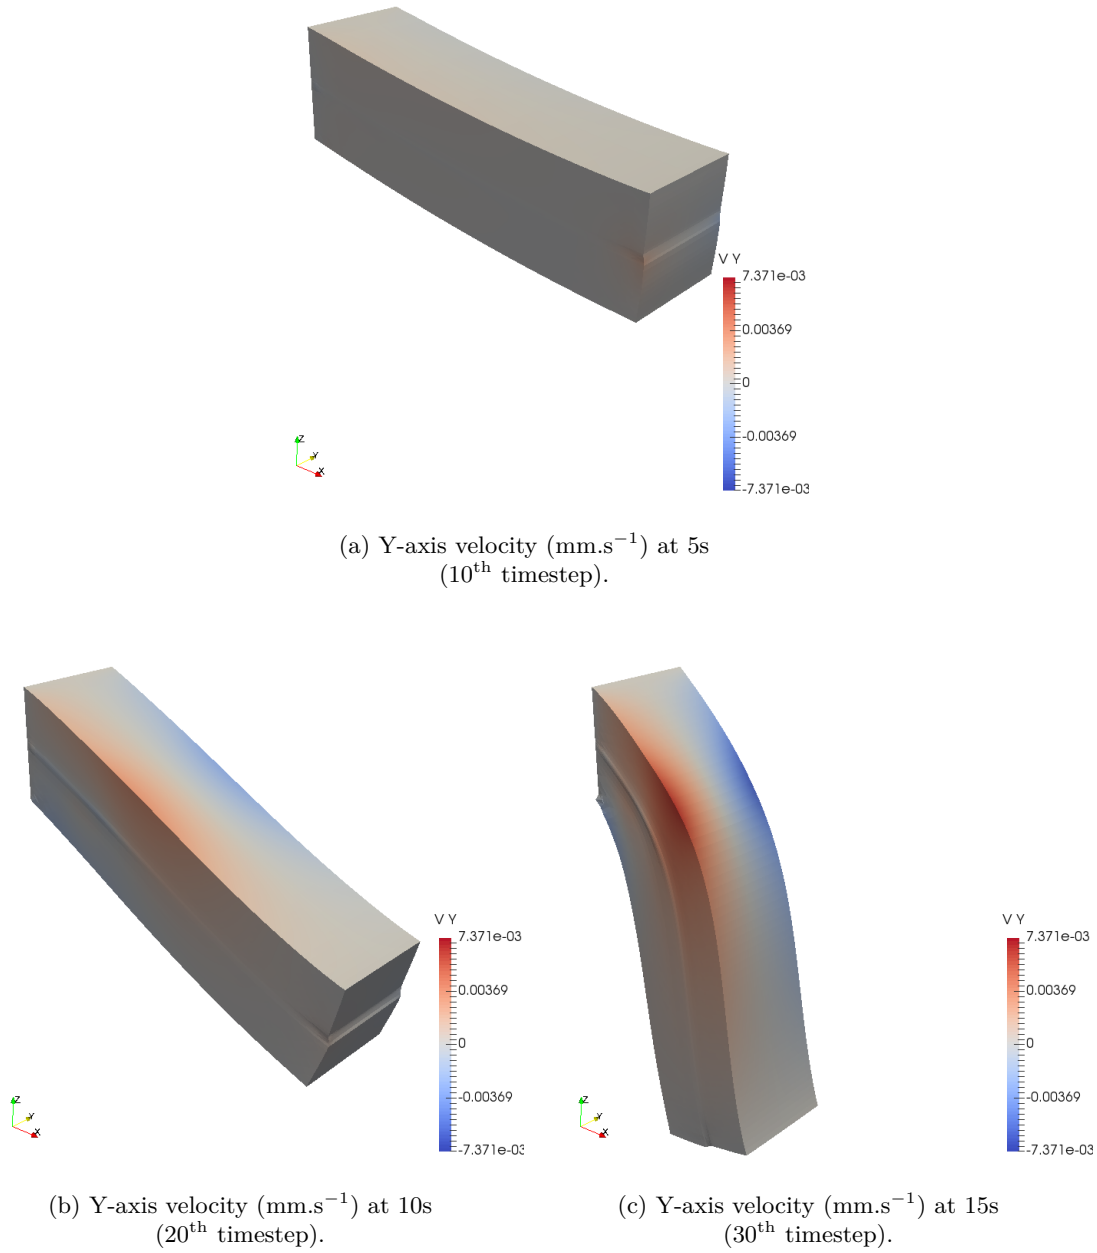 V Y
7.371e-03
0.00369
0
-0.00369
-7.371e-03
Z
Y
X
(a) Y-axis velocity (mm.s⁻¹) at 5s
(10ᵗʰ timestep).
V Y
7.371e-03
0.00369
0
-0.00369
-7.371e-03
Z
Y
X
(b) Y-axis velocity (mm.s⁻¹) at 10s
(20ᵗʰ timestep).
V Y
7.371e-03
0.00369
0
-0.00369
-7.371e-03
Z
Y
X
(c) Y-axis velocity (mm.s⁻¹) at 15s
(30ᵗʰ timestep).